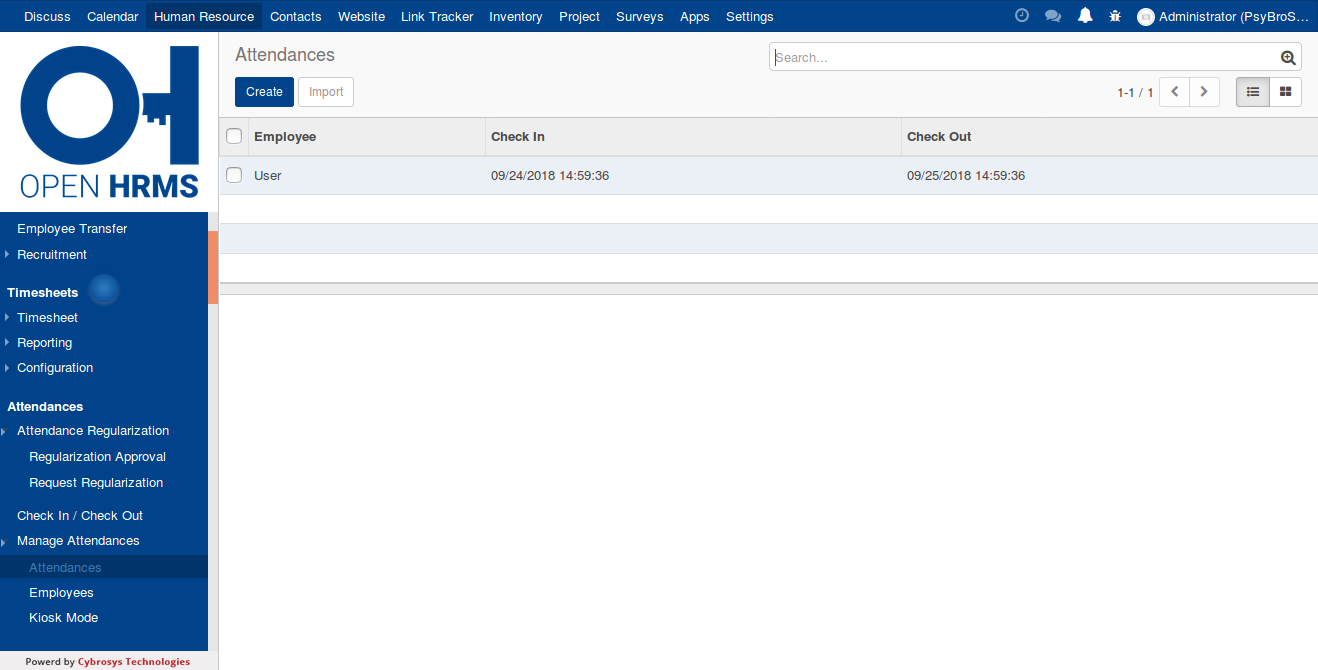 Discuss Calendar Human Resource Contacts Website Link Tracker Inventory Project Surveys Apps Settings Administrator (PsyBroS...
OPEN HRMS
Attendances
Search...
Create Import
1-1 / 1
Employee Check In Check Out
User 09/24/2018 14:59:36 09/25/2018 14:59:36
Employee Transfer
Recruitment
Timesheets
Timesheet
Reporting
Configuration
Attendances
Attendance Regularization
Regularization Approval
Request Regularization
Check In / Check Out
Manage Attendances
Attendances
Employees
Kiosk Mode
Powerd by Cybrosys Technologies